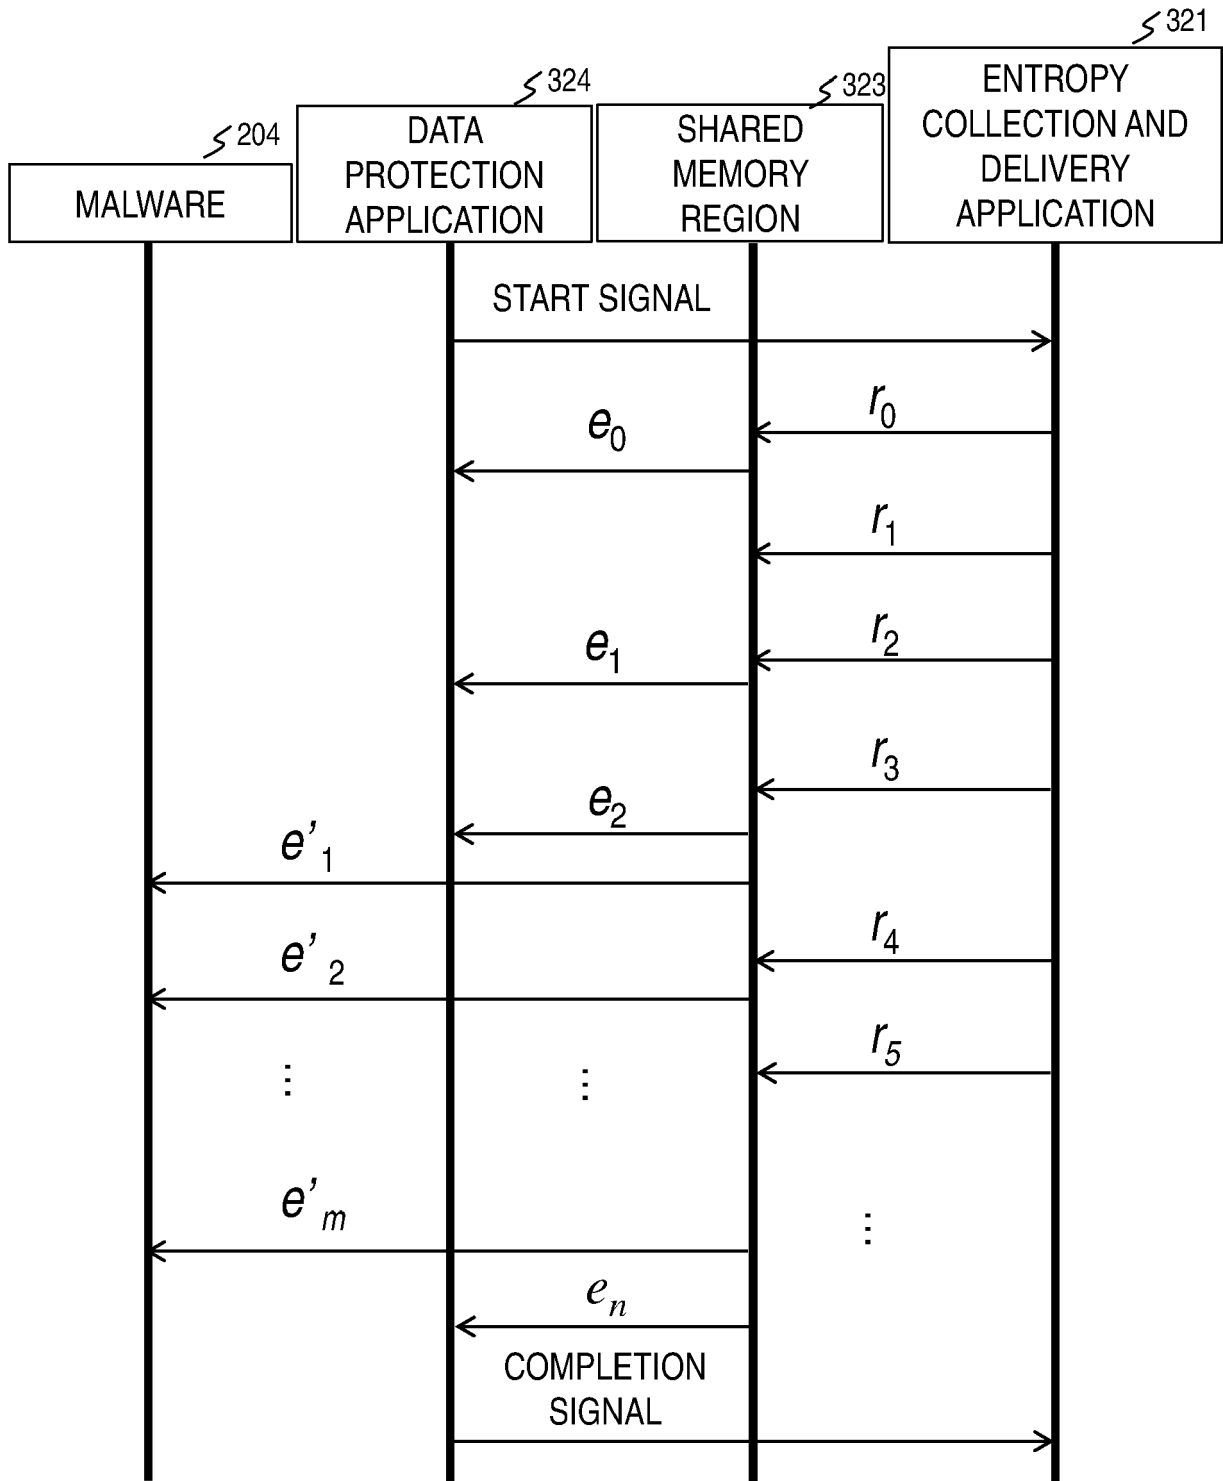 321
324
323
204
ENTROPY
COLLECTION AND
DELIVERY
APPLICATION
DATA
PROTECTION
APPLICATION
SHARED
MEMORY
REGION
MALWARE
START SIGNAL
r0
e0
r1
r2
e1
r3
e2
e'1
r4
e'2
r5
...
...
e'm
...
en
COMPLETION
SIGNAL